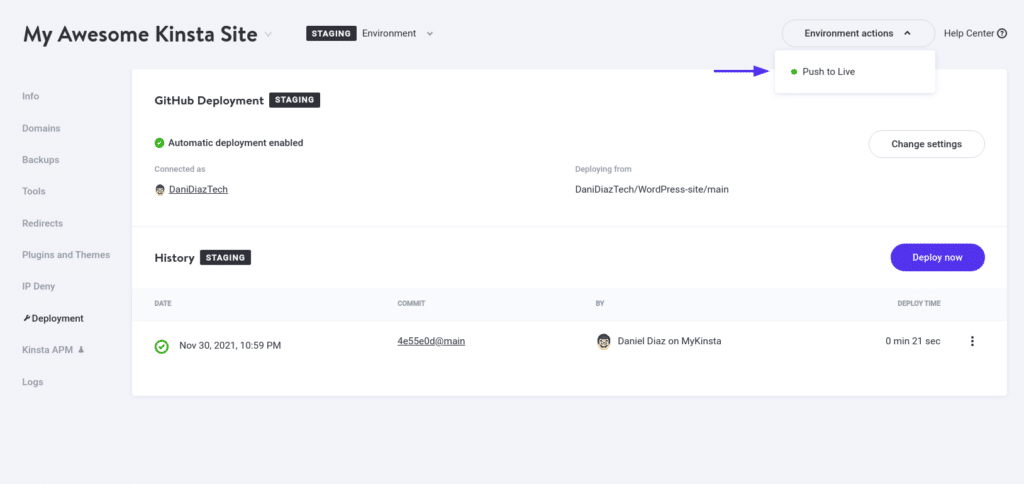 My Awesome Kinsta Site
STAGING Environment
Environment actions
Help Center
Push to Live
Info
Domains
Backups
Tools
Redirects
Plugins and Themes
IP Deny
Deployment
Kinsta APM
Logs
GitHub Deployment STAGING
Automatic deployment enabled
Change settings
Connected as
Deploying from
DaniDiazTech
DaniDiazTech/WordPress-site/main
History STAGING
Deploy now
DATE COMMIT BY DEPLOY TIME
Nov 30, 2021, 10:59 PM 4e55e0d@main Daniel Diaz on MyKinsta 0 min 21 sec